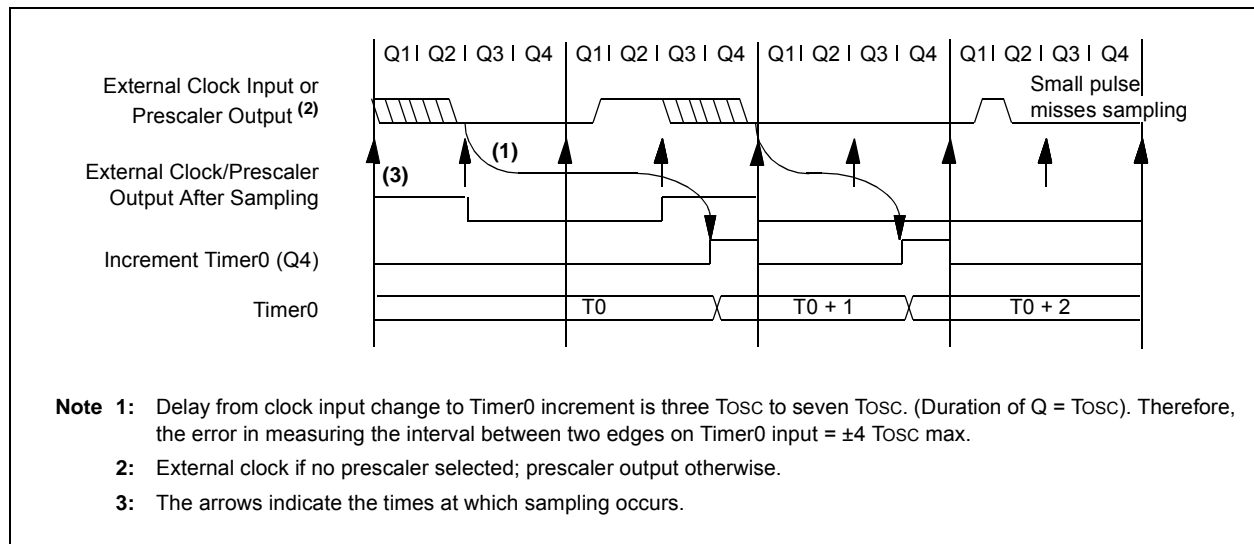 Q1 | Q2 | Q3 | Q4 Q1 | Q2 | Q3 | Q4 Q1 | Q2 | Q3 | Q4 Q1 | Q2 | Q3 | Q4
External Clock Input or
Prescaler Output (2)
Small pulse
misses sampling
(1)
External Clock/Prescaler
Output After Sampling
(3)
Increment Timer0 (Q4)
Timer0 T0 T0 + 1 T0 + 2
Note 1: Delay from clock input change to Timer0 increment is three TOSC to seven TOSC. (Duration of Q = TOSC). Therefore,
the error in measuring the interval between two edges on Timer0 input = ±4 TOSC max.
2: External clock if no prescaler selected; prescaler output otherwise.
3: The arrows indicate the times at which sampling occurs.